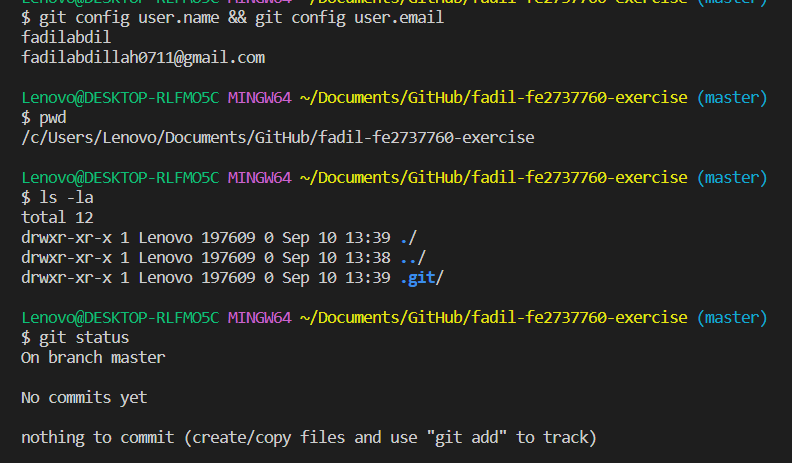 $ git config user.name && git config user.email
fadilabdil
fadilabdillah0711@gmail.com
Lenovo@DESKTOP-RLFMO5C MINGW64 ~/Documents/GitHub/fadil-fe2737760-exercise (master)
$ pwd
/c/Users/Lenovo/Documents/GitHub/fadil-fe2737760-exercise
Lenovo@DESKTOP-RLFMO5C MINGW64 ~/Documents/GitHub/fadil-fe2737760-exercise (master)
$ ls -la
total 12
drwxr-xr-x 1 Lenovo 197609 0 Sep 10 13:39 ./
drwxr-xr-x 1 Lenovo 197609 0 Sep 10 13:38 ../
drwxr-xr-x 1 Lenovo 197609 0 Sep 10 13:39 .git/
Lenovo@DESKTOP-RLFMO5C MINGW64 ~/Documents/GitHub/fadil-fe2737760-exercise (master)
$ git status
On branch master
No commits yet
nothing to commit (create/copy files and use "git add" to track)